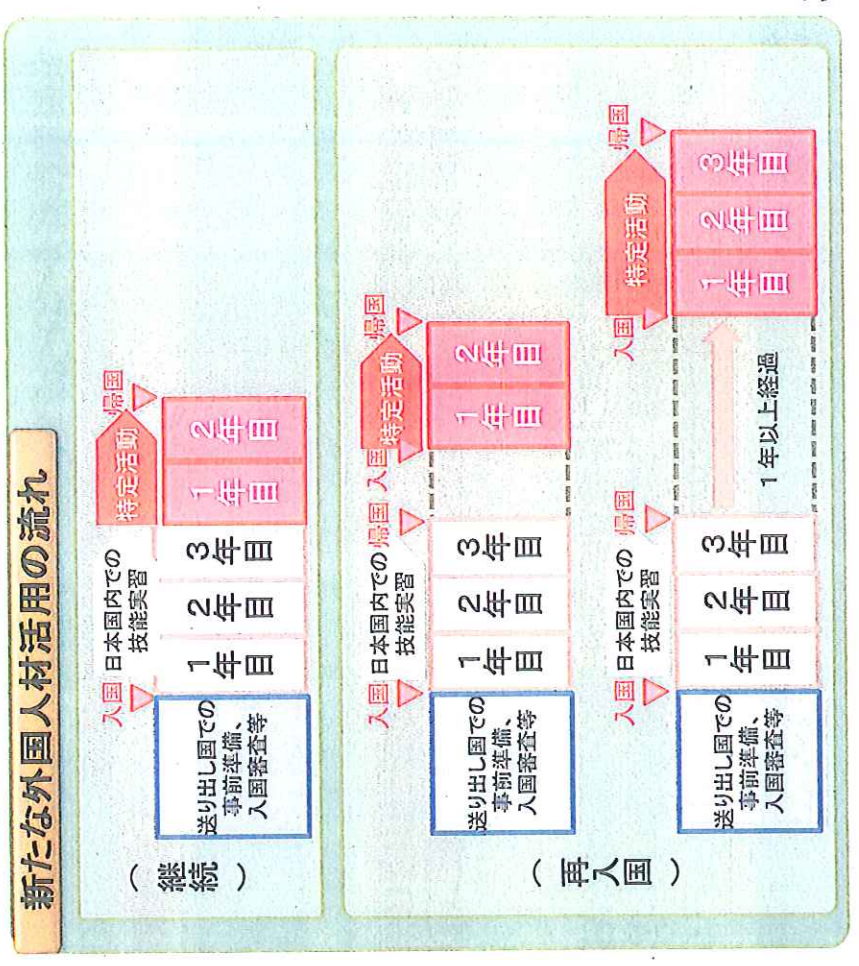 新たな外国人材活用の流れ
（継続）
入国
日本国内での
技能実習
特定活動
帰国
送り出し国での
事前準備、
入国審査等
1年目
2年目
3年目
1年目
2年目
（再入国）
入国
日本国内での
技能実習
帰国
入国
特定活動
帰国
送り出し国での
事前準備、
入国審査等
1年目
2年目
3年目
1年目
2年目
入国
日本国内での
技能実習
帰国
入国
特定活動
帰国
送り出し国での
事前準備、
入国審査等
1年目
2年目
3年目
1年以上経過
1年目
2年目
3年目